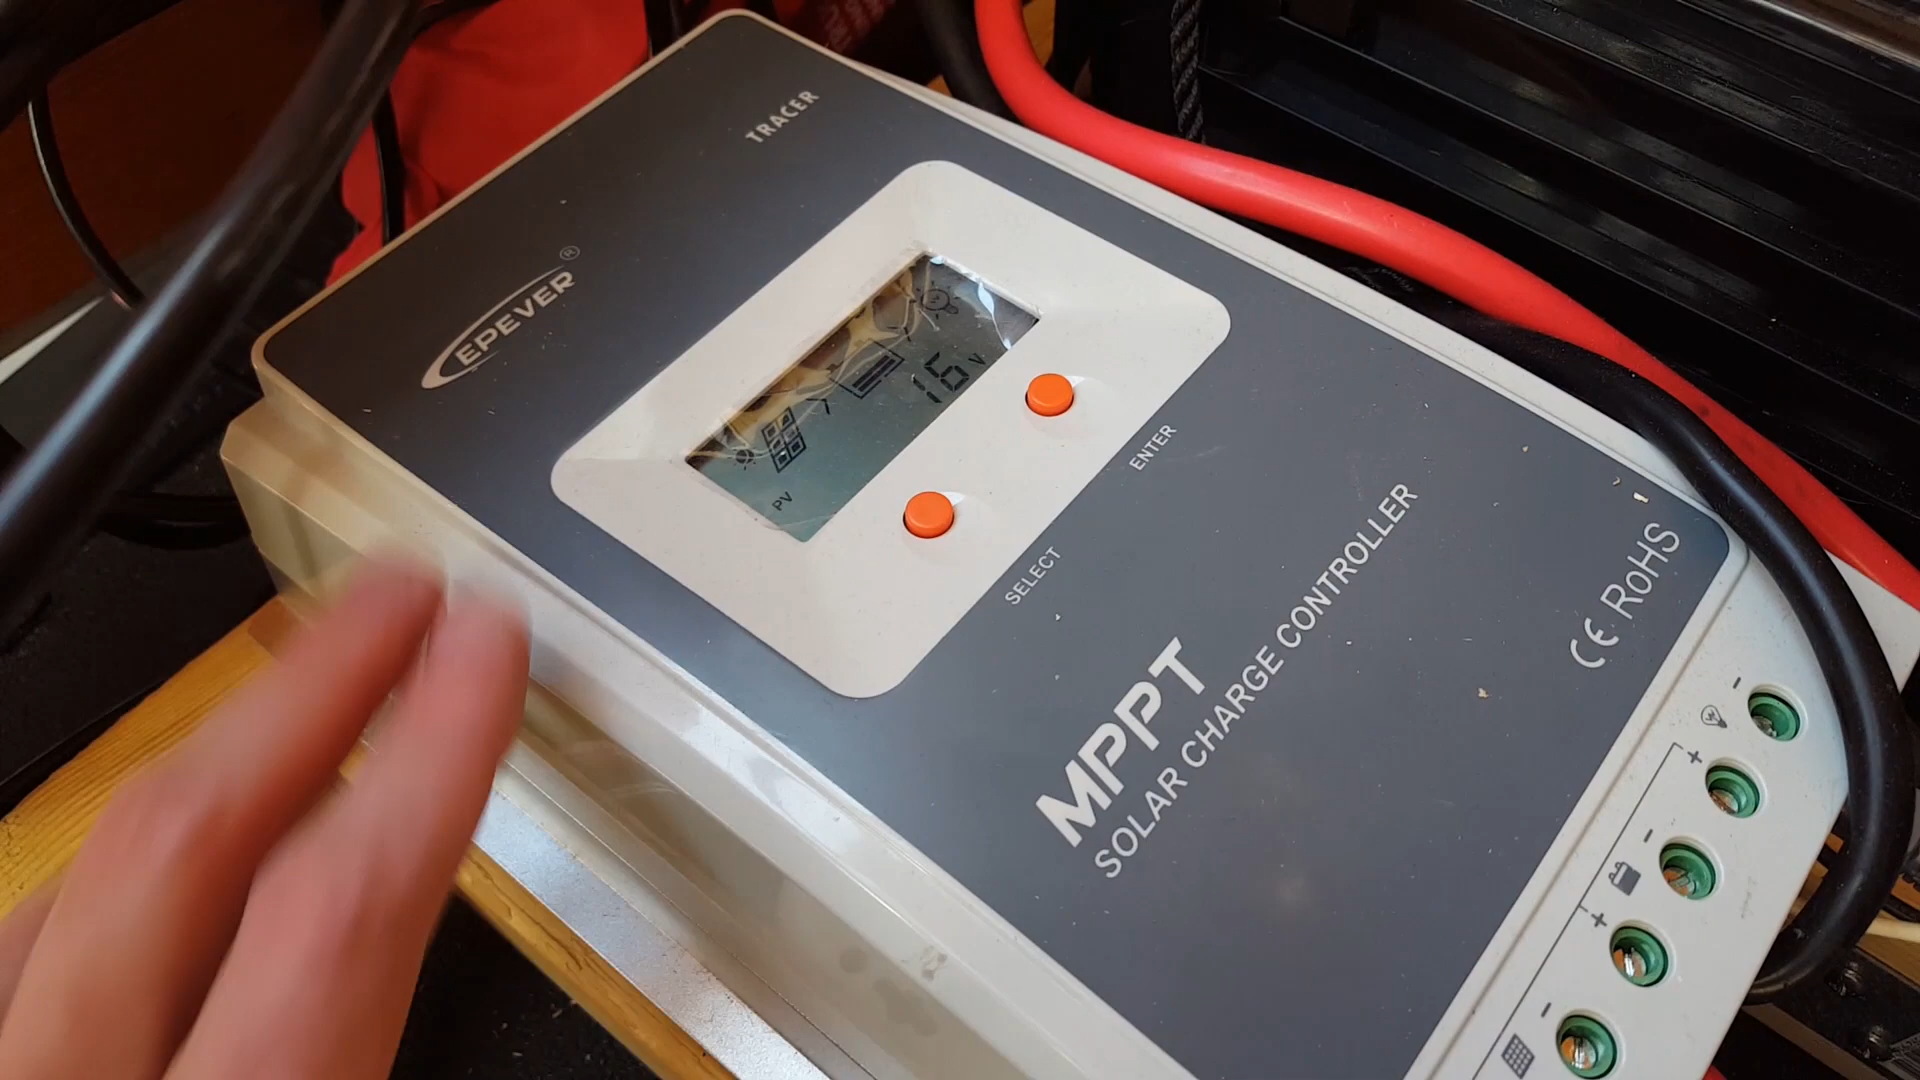 TRACER
EPEVER®
16V
PV
ENTER
SELECT
MPPT
SOLAR CHARGE CONTROLLER
CE RoHS